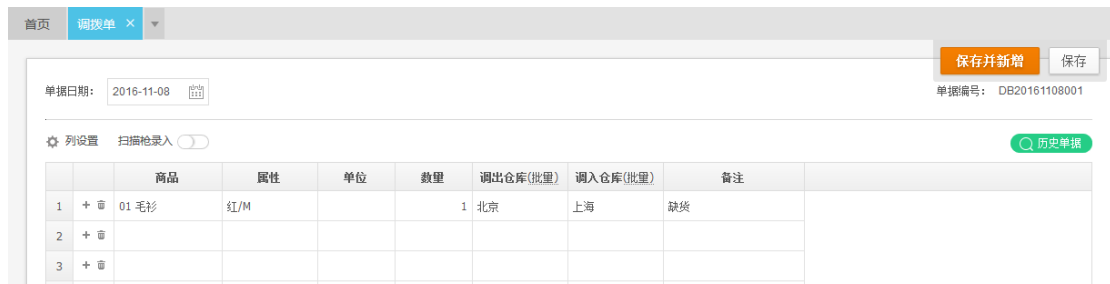 首页 调拨单
保存并新增 保存
单据日期： 2016-11-08 单据编号： DB20161108001
列设置 扫描枪录入 历史单据
商品 属性 单位 数量 调出仓库(批量) 调入仓库(批量) 备注
1 01 毛衫 红/M 1 北京 上海 缺货
2
3